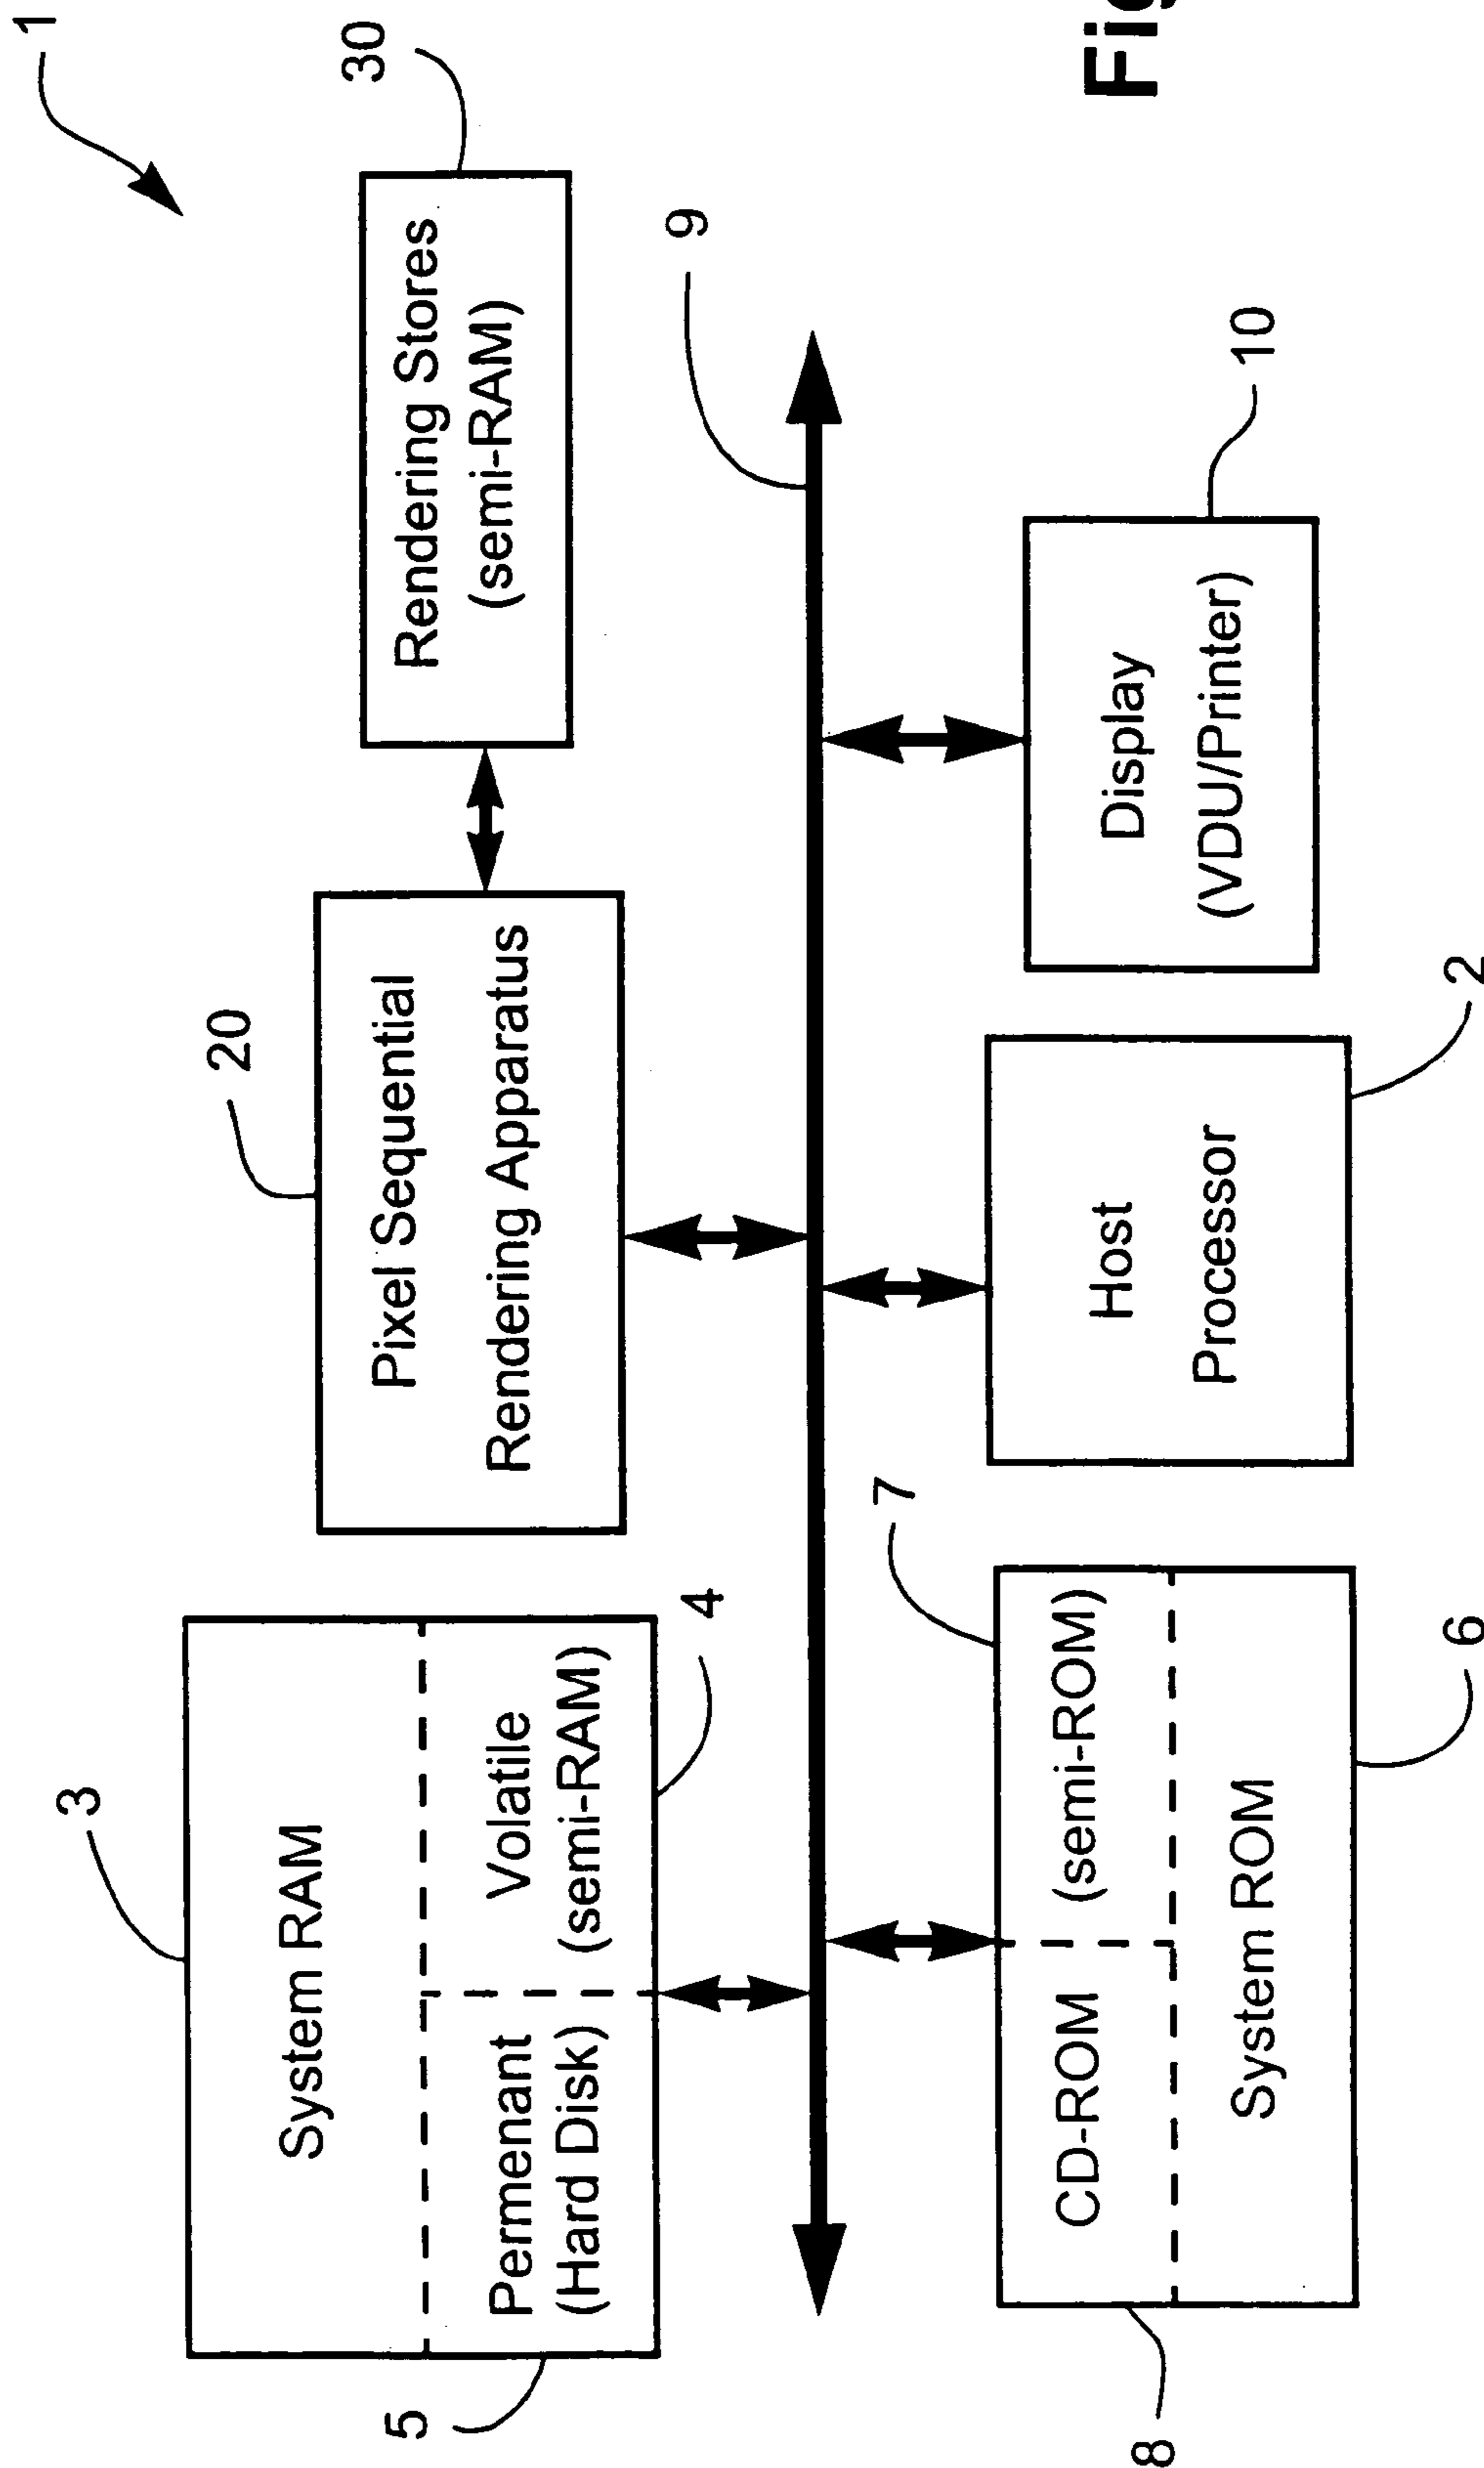 1
30
Rendering Stores
(semi-RAM)
20
Pixel Sequential
Rendering Apparatus
3
System RAM
Permenant
(Hard Disk)
Volatile
(semi-RAM)
5
4
9
7
CD-ROM
(semi-ROM)
System ROM
8
6
Host
Processor
2
Display
(VDU/Printer)
10
Fig